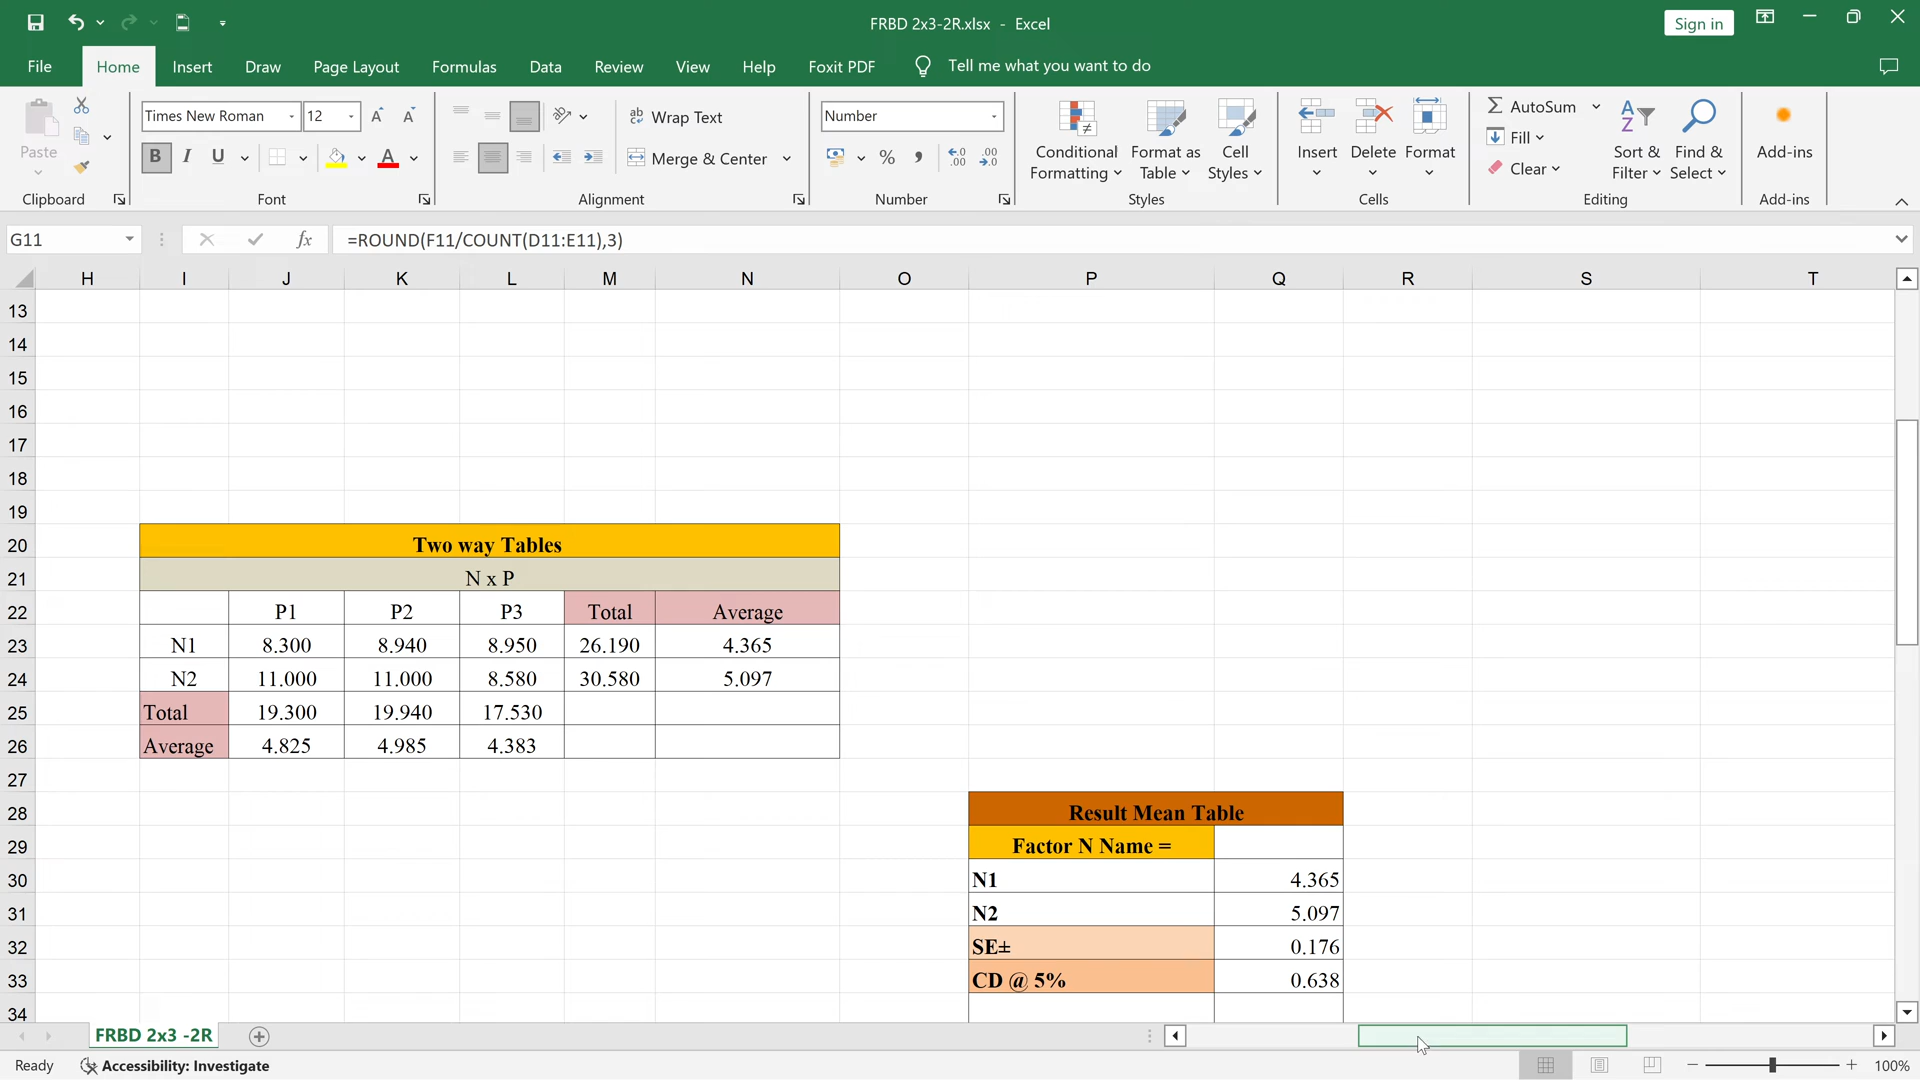 FRBD 2x3-2R.xlsx - Excel
Sign in
File Home Insert Draw Page Layout Formulas Data Review View Help Foxit PDF Tell me what you want to do
Paste
Clipboard
Times New Roman 12
B I U
Font
Wrap Text
Merge & Center
Alignment
Number
% ,
Number
Conditional Formatting
Format as Table
Cell Styles
Styles
Insert Delete Format
Cells
AutoSum
Fill
Clear
Sort & Filter
Find & Select
Editing
Add-ins
Add-ins
G11 fx =ROUND(F11/COUNT(D11:E11),3)
H I J K L M N O P Q R S T
13
14
15
16
17
18
19
20 Two way Tables
21 N x P
22 P1 P2 P3 Total Average
23 N1 8.300 8.940 8.950 26.190 4.365
24 N2 11.000 11.000 8.580 30.580 5.097
25 Total 19.300 19.940 17.530
26 Average 4.825 4.985 4.383
27
28 Result Mean Table
29 Factor N Name =
30 N1 4.365
31 N2 5.097
32 SE± 0.176
33 CD @ 5% 0.638
34
FRBD 2x3 -2R
Ready Accessibility: Investigate 100%